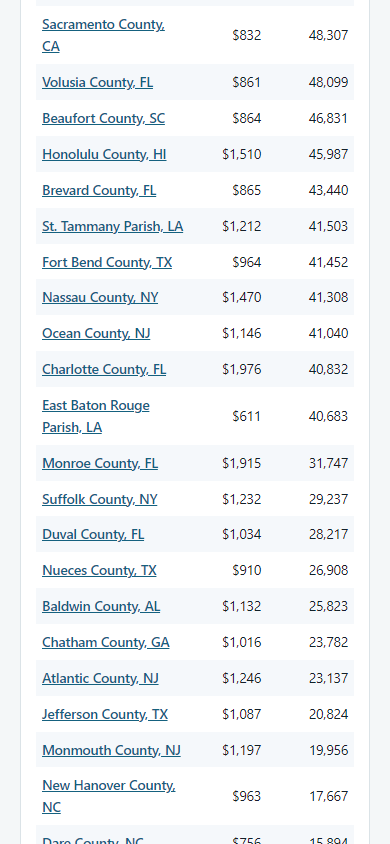 Sacramento County,
CA $832 48,307
Volusia County, FL $861 48,099
Beaufort County, SC $864 46,831
Honolulu County, HI $1,510 45,987
Brevard County, FL $865 43,440
St. Tammany Parish, LA $1,212 41,503
Fort Bend County, TX $964 41,452
Nassau County, NY $1,470 41,308
Ocean County, NJ $1,146 41,040
Charlotte County, FL $1,976 40,832
East Baton Rouge
Parish, LA $611 40,683
Monroe County, FL $1,915 31,747
Suffolk County, NY $1,232 29,237
Duval County, FL $1,034 28,217
Nueces County, TX $910 26,908
Baldwin County, AL $1,132 25,823
Chatham County, GA $1,016 23,782
Atlantic County, NJ $1,246 23,137
Jefferson County, TX $1,087 20,824
Monmouth County, NJ $1,197 19,956
New Hanover County,
NC $963 17,667
Dare County, NC $756 15,894